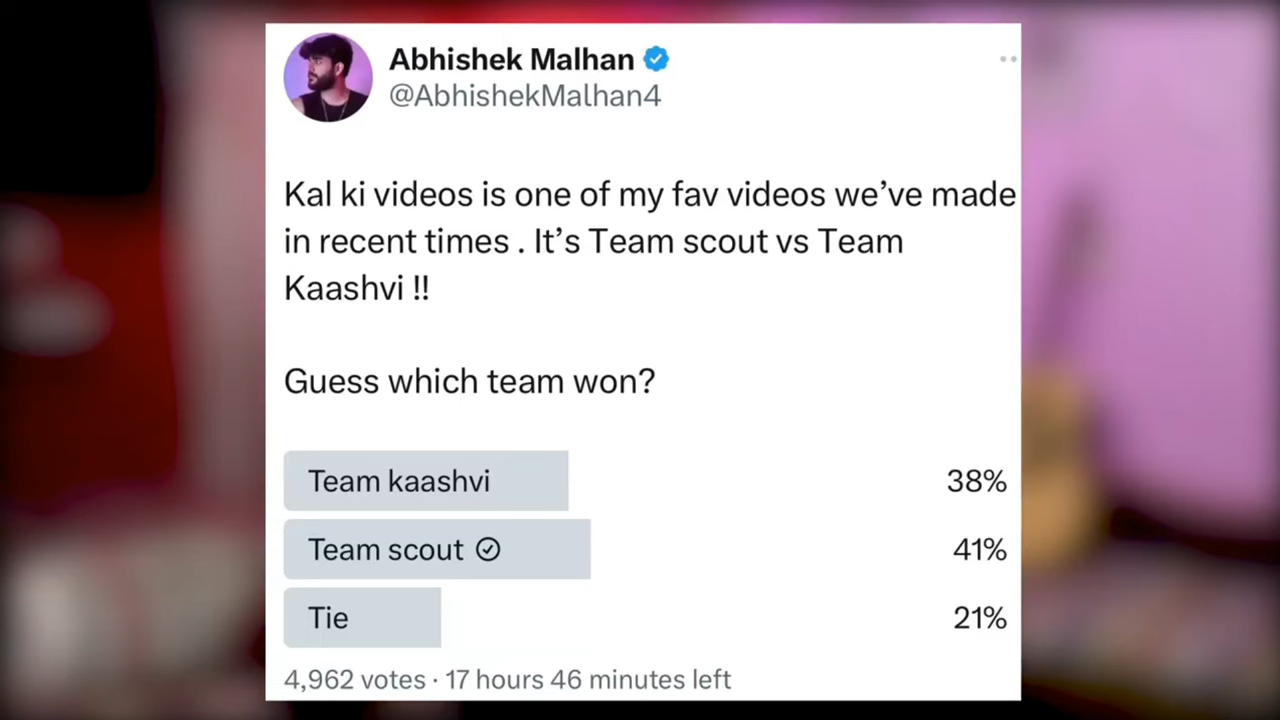 Abhishek Malhan
@AbhishekMalhan4
Kal ki videos is one of my fav videos we’ve made
in recent times . It’s Team scout vs Team
Kaashvi !!
Guess which team won?
Team kaashvi 38%
Team scout 41%
Tie 21%
4,962 votes · 17 hours 46 minutes left